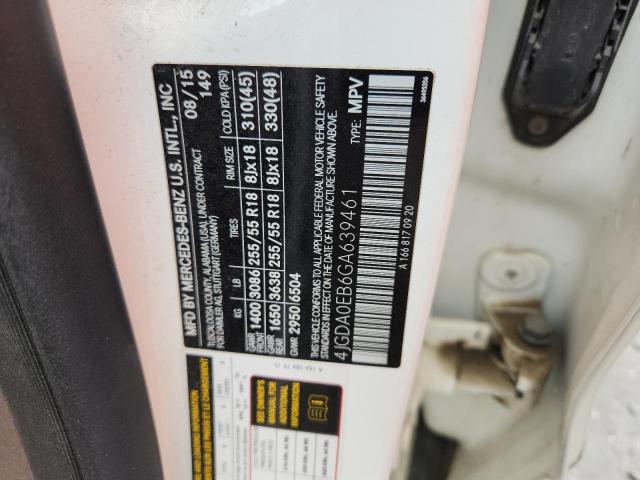 MFD BY MERCEDES-BENZ U.S. INTL., INC
TUSCALOOSA COUNTY, ALABAMA (USA), UNDER CONTRACT
FOR DAIMLER AG, STUTTGART (GERMANY)
08/15
149
KG LB TIRES RIM SIZE COLD KPA (PSI)
GAWR FRONT 1400 3086 255/55 R18 8Jx18 310(45)
GAWR REAR 1650 3638 255/55 R18 8Jx18 330(48)
GVWR 2950 6504
THIS VEHICLE CONFORMS TO ALL APPLICABLE FEDERAL MOTOR VEHICLE SAFETY
STANDARDS IN EFFECT ON THE DATE OF MANUFACTURE SHOWN ABOVE.
4JGDA0EB6GA639461 TYPE: MPV
A 166 817 09 20
36495306
SEE OWNER'S
MANUAL FOR
ADDITIONAL
INFORMATION